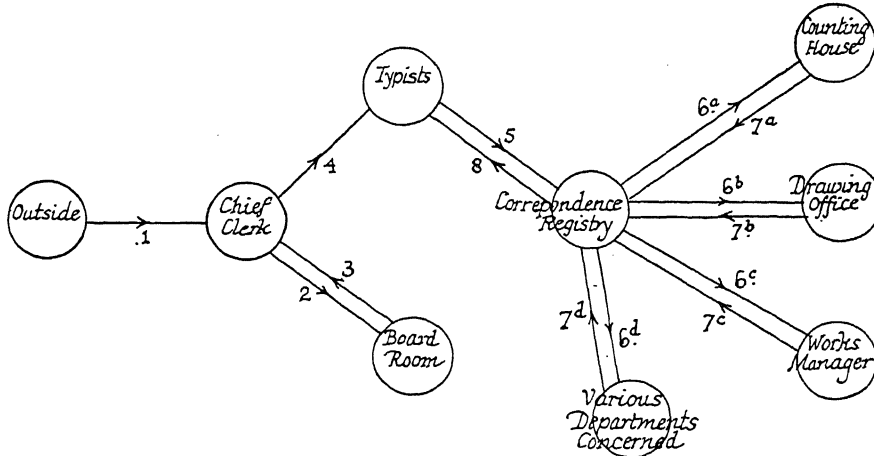 Counting
House
Typists
6a
7a
5
8
4
6b
Drawing
Office
7b
Outside
Chief
Clerk
Correpondence
Registry
1
3
2
6c
7c
7d
6d
Board
Room
Works
Manager
Various
Departments
Concerned